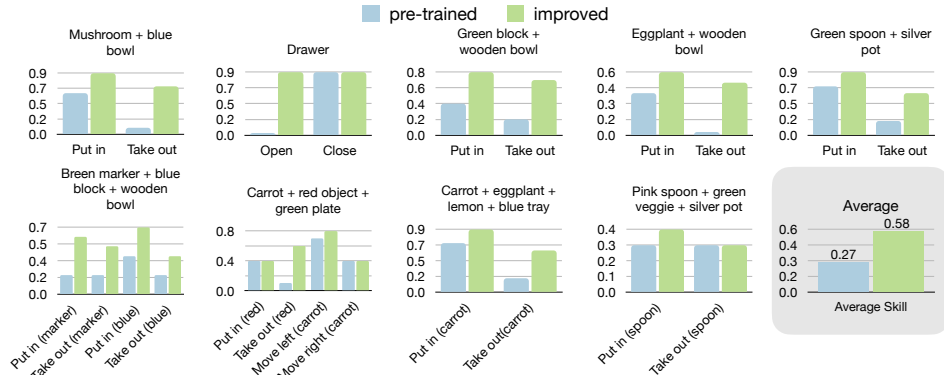 pre-trained improved
Mushroom + blue
bowl
0.9
0.7
0.5
0.2
0.0
Put in Take out
Drawer
0.9
0.7
0.5
0.2
0.0
Open Close
Green block +
wooden bowl
0.8
0.6
0.4
0.2
0.0
Put in Take out
Eggplant + wooden
bowl
0.6
0.4
0.3
0.2
0.0
Put in Take out
Green spoon + silver
pot
0.9
0.7
0.5
0.2
0.0
Put in Take out
Breen marker + blue
block + wooden
bowl
0.7
0.5
0.4
0.2
0.0
Put in (marker)
Take out (marker)
Put in (blue)
Take out (blue)
Carrot + red object +
green plate
0.8
0.4
0.0
Put in (red)
Take out (red)
Move left (carrot)
Move right (carrot)
Carrot + eggplant +
lemon + blue tray
0.9
0.7
0.5
0.2
0.0
Put in (carrot)
Take out(carrot)
Pink spoon + green
veggie + silver pot
0.4
0.3
0.2
0.1
0.0
Put in (spoon)
Take out (spoon)
Average
0.6
0.4
0.3
0.2
0.0
0.27
0.58
Average Skill